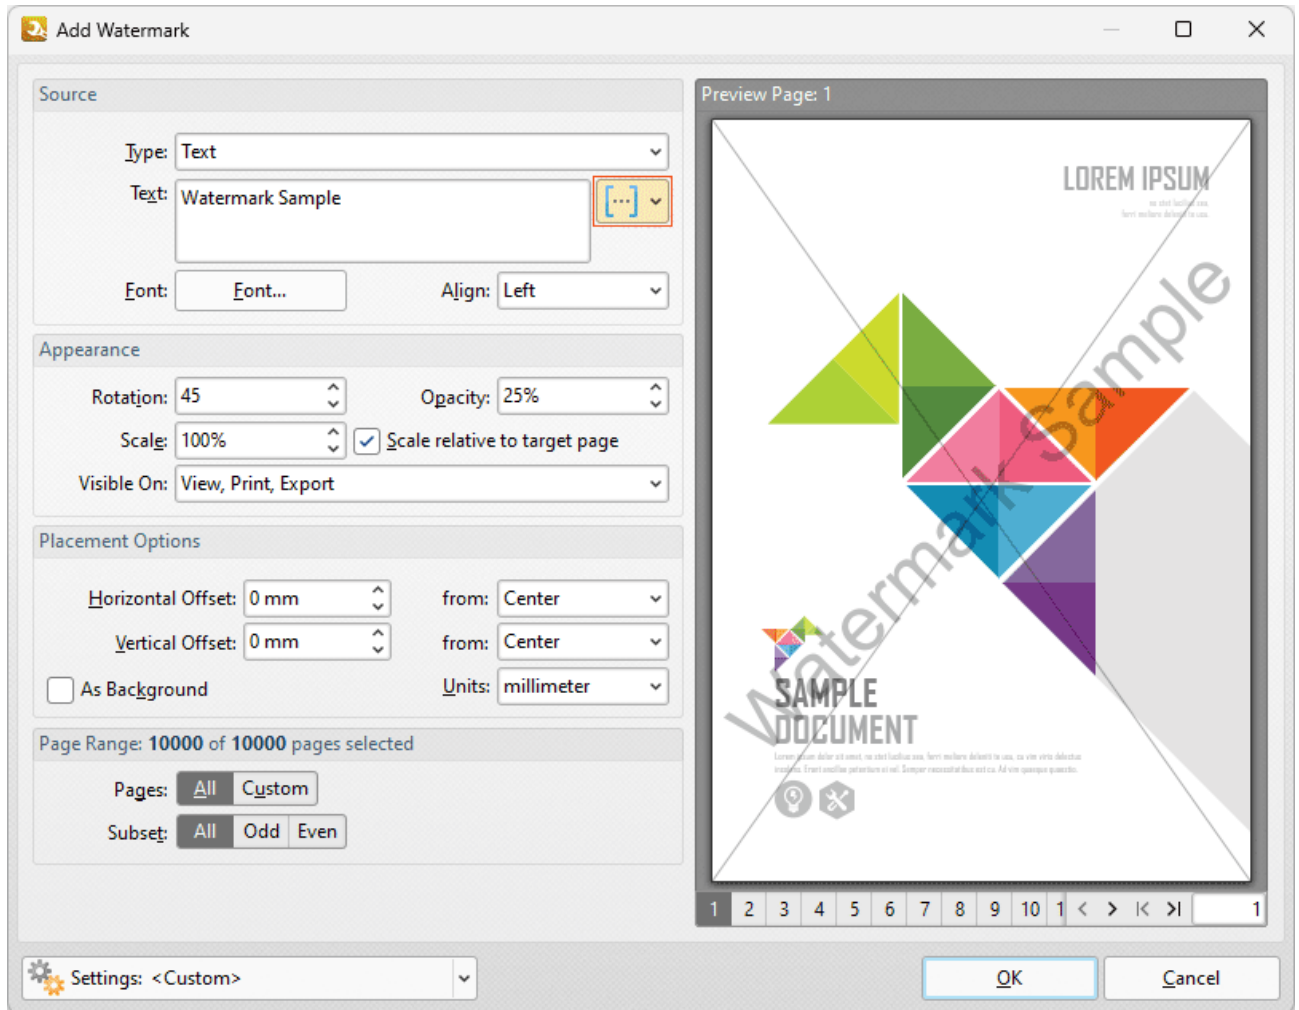 Add Watermark
Source
Type: Text
Text: Watermark Sample
[...]
Font: Font... Align: Left
Appearance
Rotation: 45 Opacity: 25%
Scale: 100% Scale relative to target page
Visible On: View, Print, Export
Placement Options
Horizontal Offset: 0 mm from: Center
Vertical Offset: 0 mm from: Center
As Background Units: millimeter
Page Range: 10000 of 10000 pages selected
Pages: All Custom
Subset: All Odd Even
Preview Page: 1
LOREM IPSUM
Watermark Sample
SAMPLE
DOCUMENT
1 2 3 4 5 6 7 8 9 10 1 < > 1
Settings: <Custom> OK Cancel